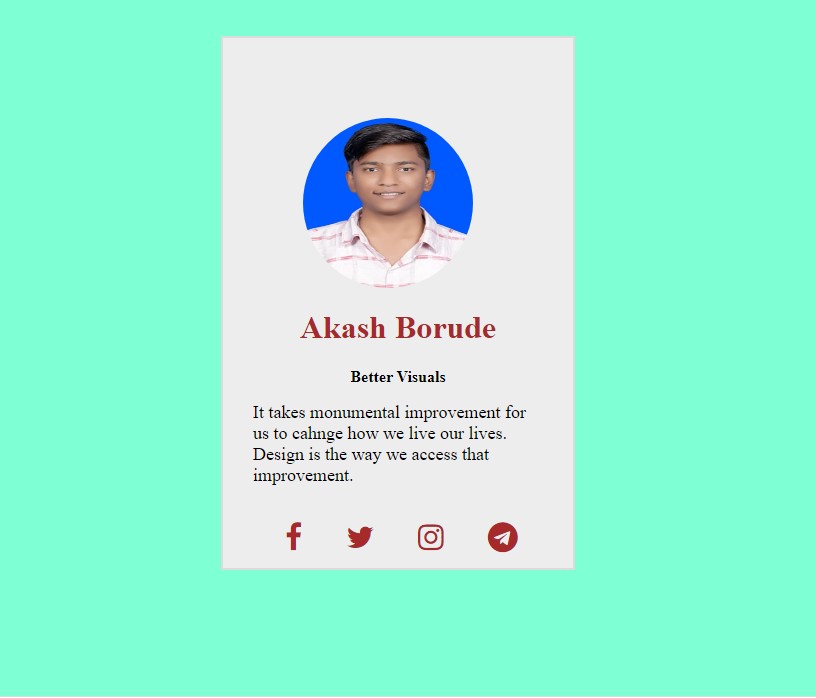 Akash Borude
Better Visuals
It takes monumental improvement for
us to cahnge how we live our lives.
Design is the way we access that
improvement.